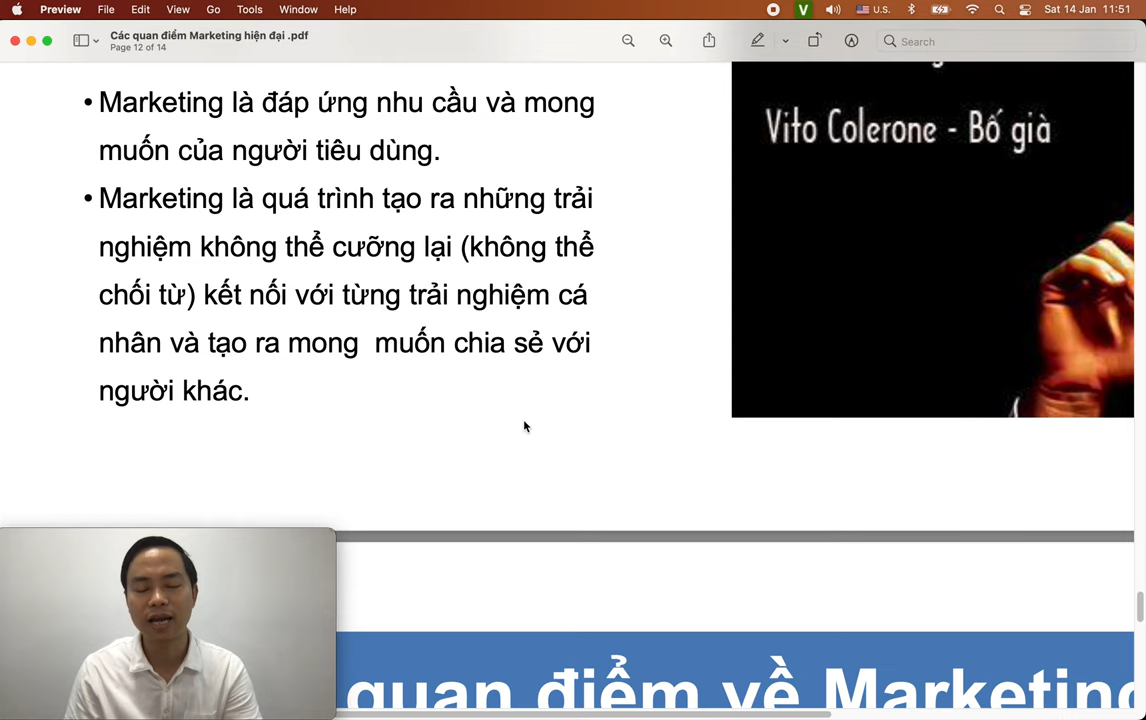 Preview File Edit View Go Tools Window Help
V U.S. Sat 14 Jan 11:51
Các quan điểm Marketing hiện đại .pdf
Page 12 of 14
Search
• Marketing là đáp ứng nhu cầu và mong
muốn của người tiêu dùng.
• Marketing là quá trình tạo ra những trải
nghiệm không thể cưỡng lại (không thể
chối từ) kết nối với từng trải nghiệm cá
nhân và tạo ra mong muốn chia sẻ với
người khác.
Vito Colerone - Bố già
quan điểm về Marketing